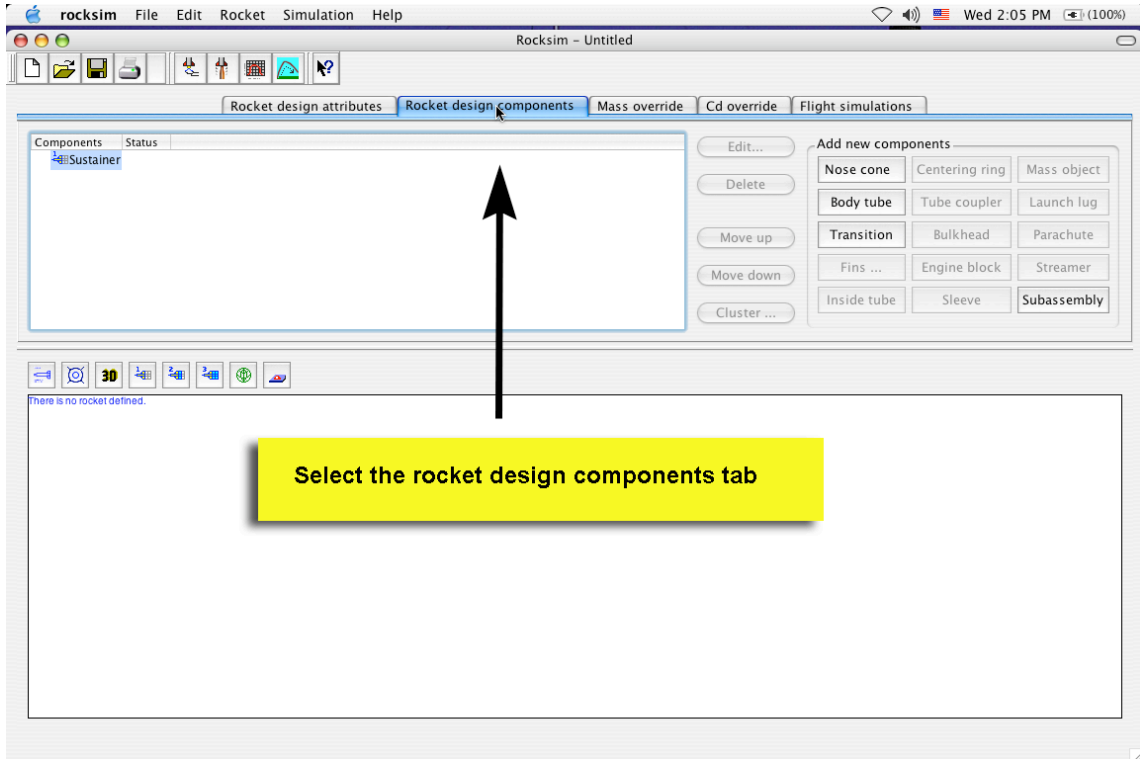 rocksim File Edit Rocket Simulation Help Wed 2:05 PM (100%)
Rocksim – Untitled
Rocket design attributes Rocket design components Mass override Cd override Flight simulations
Components Status
Sustainer
Edit...
Delete
Move up
Move down
Cluster ...
Add new components
Nose cone Centering ring Mass object
Body tube Tube coupler Launch lug
Transition Bulkhead Parachute
Fins ... Engine block Streamer
Inside tube Sleeve Subassembly
3D 1 2 3
There is no rocket defined.
Select the rocket design components tab